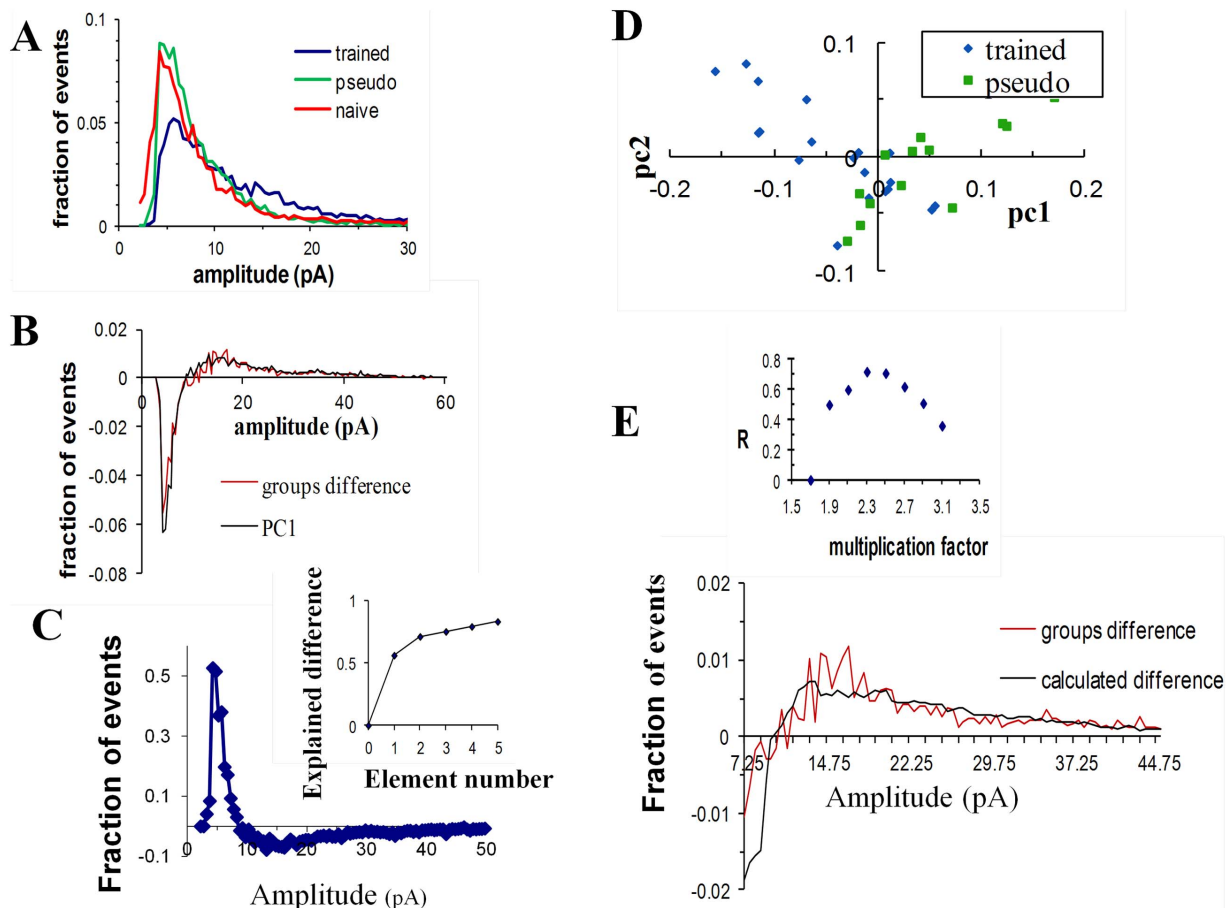 A
0.1
0.05
0
fraction of events
trained
pseudo
naive
0 10 20 30
amplitude (pA)
B
0.02
0
-0.02
-0.04
-0.06
-0.08
fraction of events
0 20 40 60
amplitude (pA)
groups difference
PC1
C
0.5
0.3
0.1
-0.1
Fraction of events
0 10 20 30 40 50
Amplitude (pA)
1
0.5
0
Explained difference
0 1 2 3 4 5
Element number
D
trained
pseudo
0.1
0
-0.1
pc2
-0.2 -0.1 0.0 0.1 0.2
pc1
E
0.8
0.6
0.4
0.2
0
R
1.5 1.9 2.3 2.7 3.1 3.5
multiplication factor
0.02
0.01
0
-0.01
-0.02
Fraction of events
groups difference
calculated difference
7.25 14.75 22.25 29.75 37.25 44.75
Amplitude (pA)